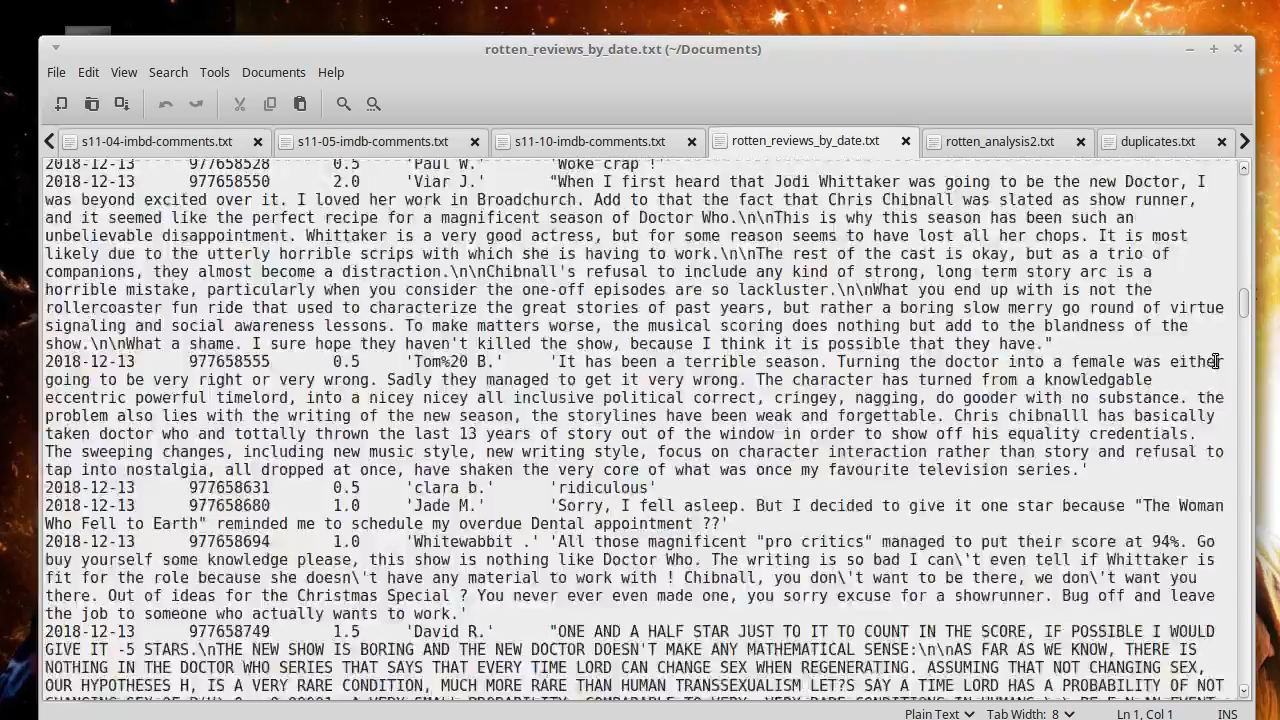 rotten_reviews_by_date.txt (~/Documents)
File Edit View Search Tools Documents Help
s11-04-imbd-comments.txt s11-05-imdb-comments.txt s11-10-imdb-comments.txt rotten_reviews_by_date.txt rotten_analysis2.txt duplicates.txt
2018-12-13 977658528 0.5 'Paul W.' 'Woke crap !'
2018-12-13 977658550 2.0 'Viar J.' "When I first heard that Jodi Whittaker was going to be the new Doctor, I
was beyond excited over it. I loved her work in Broadchurch. Add to that the fact that Chris Chibnall was slated as show runner,
and it seemed like the perfect recipe for a magnificent season of Doctor Who.\n\nThis is why this season has been such an
unbelievable disappointment. Whittaker is a very good actress, but for some reason seems to have lost all her chops. It is most
likely due to the utterly horrible scrips with which she is having to work.\n\nThe rest of the cast is okay, but as a trio of
companions, they almost become a distraction.\n\nChibnall's refusal to include any kind of strong, long term story arc is a
horrible mistake, particularly when you consider the one-off episodes are so lackluster.\n\nWhat you end up with is not the
rollercoaster fun ride that used to characterize the great stories of past years, but rather a boring slow merry go round of virtue
signaling and social awareness lessons. To make matters worse, the musical scoring does nothing but add to the blandness of the
show.\n\nWhat a shame. I sure hope they haven't killed the show, because I think it is possible that they have."
2018-12-13 977658555 0.5 'Tom%20 B.' 'It has been a terrible season. Turning the doctor into a female was either
going to be very right or very wrong. Sadly they managed to get it very wrong. The character has turned from a knowledgable
eccentric powerful timelord, into a nicey nicey all inclusive political correct, cringey, nagging, do gooder with no substance. the
problem also lies with the writing of the new season, the storylines have been weak and forgettable. Chris chibnalll has basically
taken doctor who and tottally thrown the last 13 years of story out of the window in order to show off his equality credentials.
The sweeping changes, including new music style, new writing style, focus on character interaction rather than story and refusal to
tap into nostalgia, all dropped at once, have shaken the very core of what was once my favourite television series.'
2018-12-13 977658631 0.5 'clara b.' 'ridiculous'
2018-12-13 977658680 1.0 'Jade M.' 'Sorry, I fell asleep. But I decided to give it one star because "The Woman
Who Fell to Earth" reminded me to schedule my overdue Dental appointment ??'
2018-12-13 977658694 1.0 'Whitewabbit .' 'All those magnificent "pro critics" managed to put their score at 94%. Go
buy yourself some knowledge please, this show is nothing like Doctor Who. The writing is so bad I can\'t even tell if Whittaker is
fit for the role because she doesn\'t have any material to work with ! Chibnall, you don\'t want to be there, we don\'t want you
there. Out of ideas for the Christmas Special ? You never ever even made one, you sorry excuse for a showrunner. Bug off and leave
the job to someone who actually wants to work.'
2018-12-13 977658749 1.5 'David R.' "ONE AND A HALF STAR JUST TO IT TO COUNT IN THE SCORE, IF POSSIBLE I WOULD
GIVE IT -5 STARS.\nTHE NEW SHOW IS BORING AND THE NEW DOCTOR DOESN'T MAKE ANY MATHEMATICAL SENSE:\n\nAS FAR AS WE KNOW, THERE IS
NOTHING IN THE DOCTOR WHO SERIES THAT SAYS THAT EVERY TIME LORD CAN CHANGE SEX WHEN REGENERATING. ASSUMING THAT NOT CHANGING SEX,
OUR HYPOTHESES H, IS A VERY RARE CONDITION, MUCH MORE RARE THAN HUMAN TRANSSEXUALISM LET?S SAY A TIME LORD HAS A PROBABILITY OF NOT
Plain Text Tab Width: 8 Ln 1, Col 1 INS